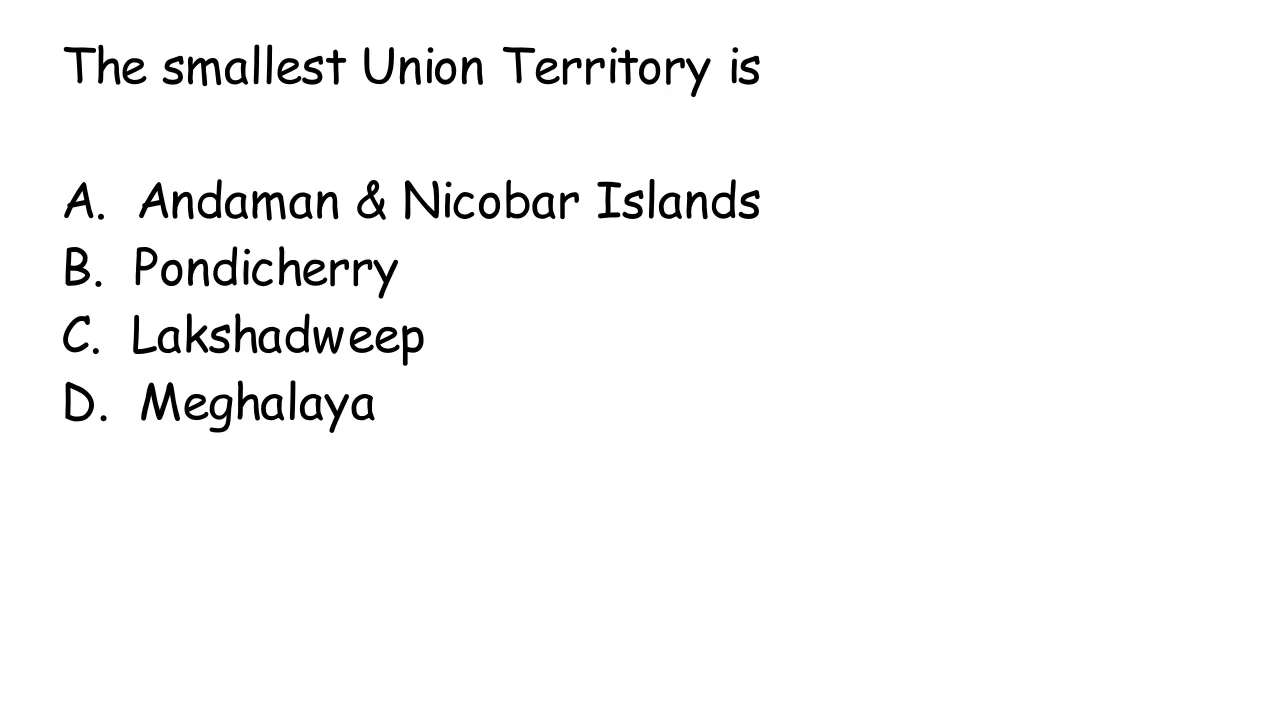 The smallest Union Territory is
A. Andaman & Nicobar Islands
B. Pondicherry
C. Lakshadweep
D. Meghalaya